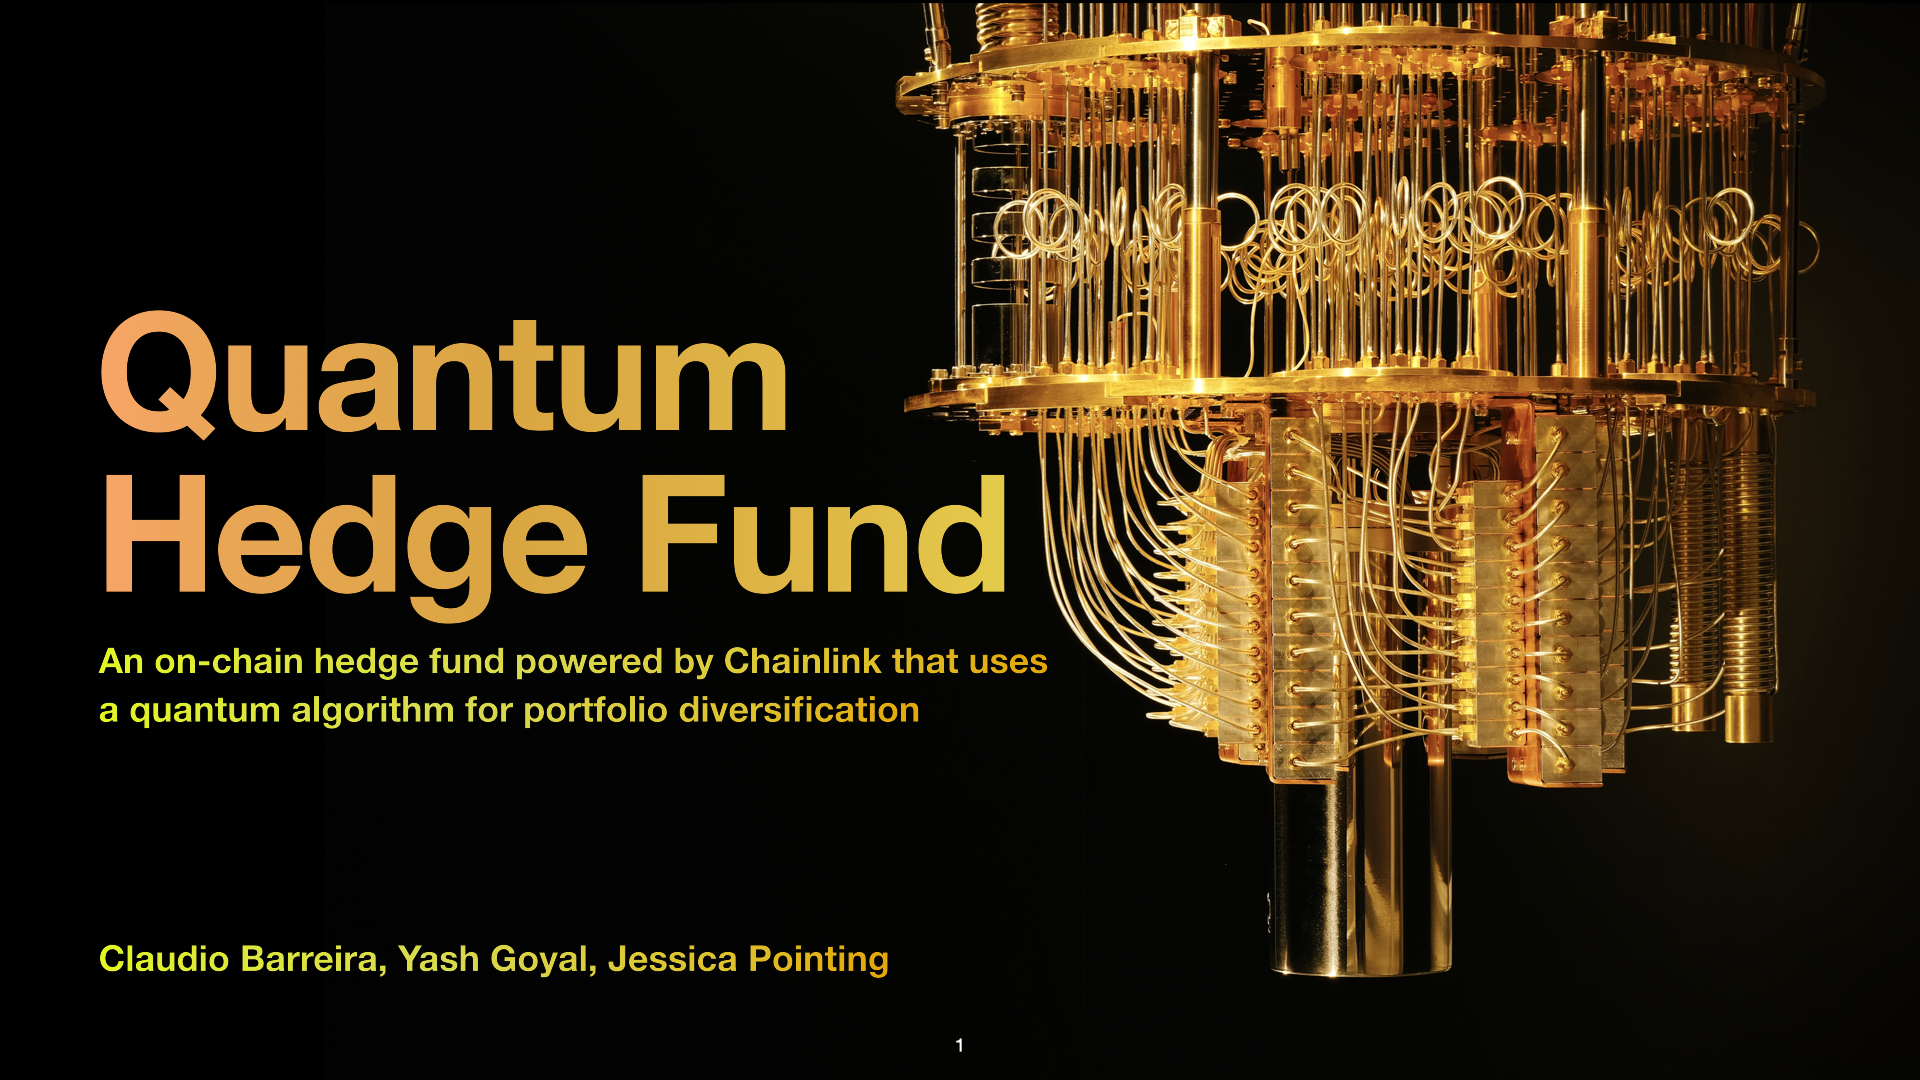 Quantum
Hedge Fund
An on-chain hedge fund powered by Chainlink that uses
a quantum algorithm for portfolio diversification
Claudio Barreira, Yash Goyal, Jessica Pointing
1